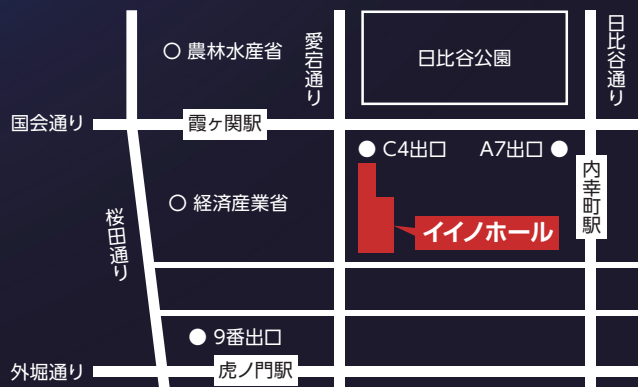 農林水産省
愛宕通り
日比谷公園
日比谷通り
国会通り
霞ヶ関駅
C4出口
A7出口
経済産業省
内幸町駅
イイノホール
桜田通り
9番出口
外堀通り
虎ノ門駅